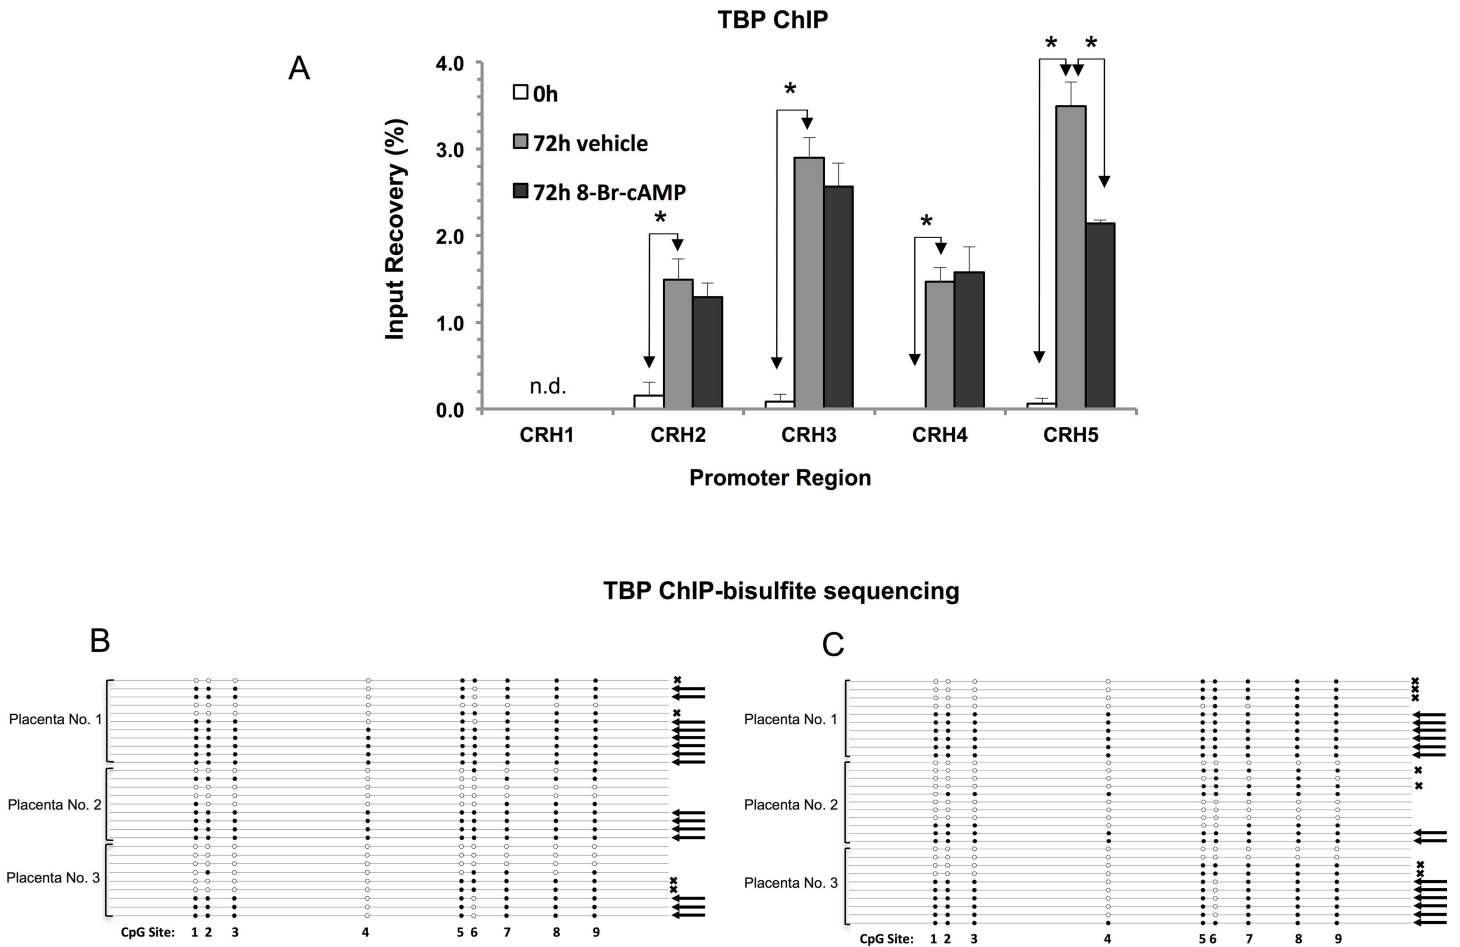 TBP ChIP
A
4.0
3.0
2.0
1.0
0.0
Input Recovery (%)
0h
72h vehicle
72h 8-Br-cAMP
n.d.
*
*
*
*
*
CRH1 CRH2 CRH3 CRH4 CRH5
Promoter Region
TBP ChIP-bisulfite sequencing
B
Placenta No. 1
Placenta No. 2
Placenta No. 3
CpG Site: 1 2 3 4 5 6 7 8 9
C
Placenta No. 1
Placenta No. 2
Placenta No. 3
CpG Site: 1 2 3 4 5 6 7 8 9